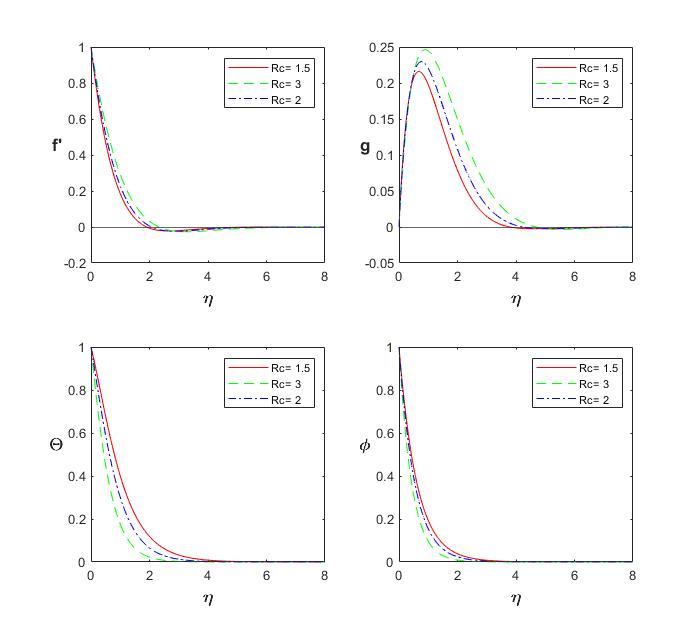 1
0.8
0.6
0.4
0.2
0
-0.2
f'
0 2 4 6 8
η
Rc= 1.5
Rc= 3
Rc= 2
0.25
0.2
0.15
0.1
0.05
0
-0.05
g
0 2 4 6 8
η
Rc= 1.5
Rc= 3
Rc= 2
1
0.8
0.6
0.4
0.2
0
Θ
0 2 4 6 8
η
Rc= 1.5
Rc= 3
Rc= 2
1
0.8
0.6
0.4
0.2
0
ϕ
0 2 4 6 8
η
Rc= 1.5
Rc= 3
Rc= 2